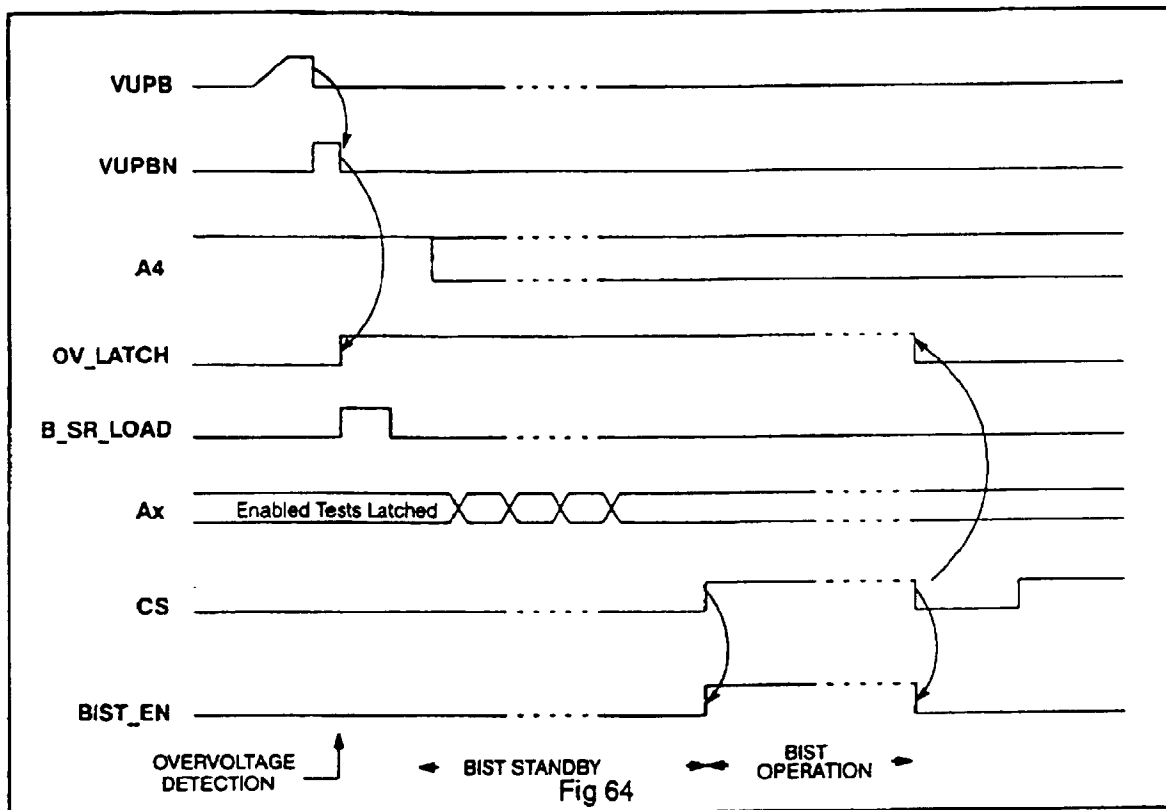 VUPB
VUPBN
A4
OV_LATCH
B_SR_LOAD
Ax
Enabled Tests Latched
CS
BIST_EN
OVERVOLTAGE
DETECTION
BIST STANDBY
BIST
OPERATION
Fig 64